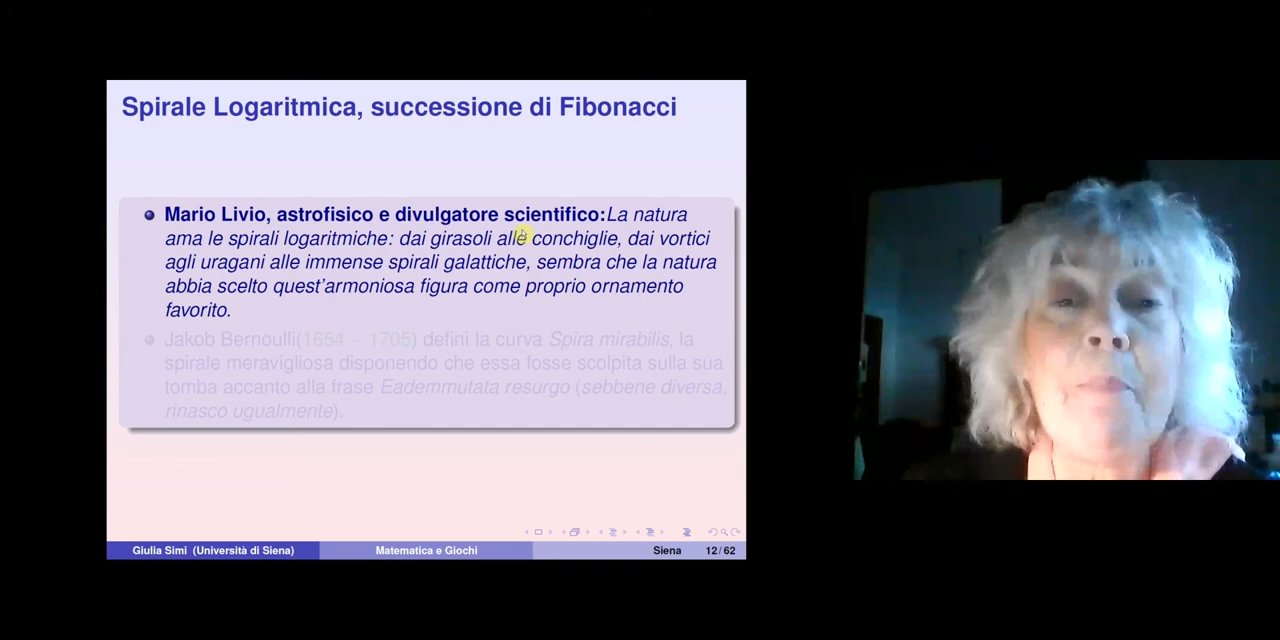 Spirale Logaritmica, successione di Fibonacci
Mario Livio, astrofisico e divulgatore scientifico:La natura
ama le spirali logaritmiche: dai girasoli alle conchiglie, dai vortici
agli uragani alle immense spirali galattiche, sembra che la natura
abbia scelto quest'armoniosa figura come proprio ornamento
favorito.
Jakob Bernoulli(1654 – 1705) definì la curva Spira mirabilis, la
spirale meravigliosa disponendo che essa fosse scolpita sulla sua
tomba accanto alla frase Eademmutata resurgo (sebbene diversa,
rinasco ugualmente).
Giulia Simi (Università di Siena) Matematica e Giochi Siena 12/62